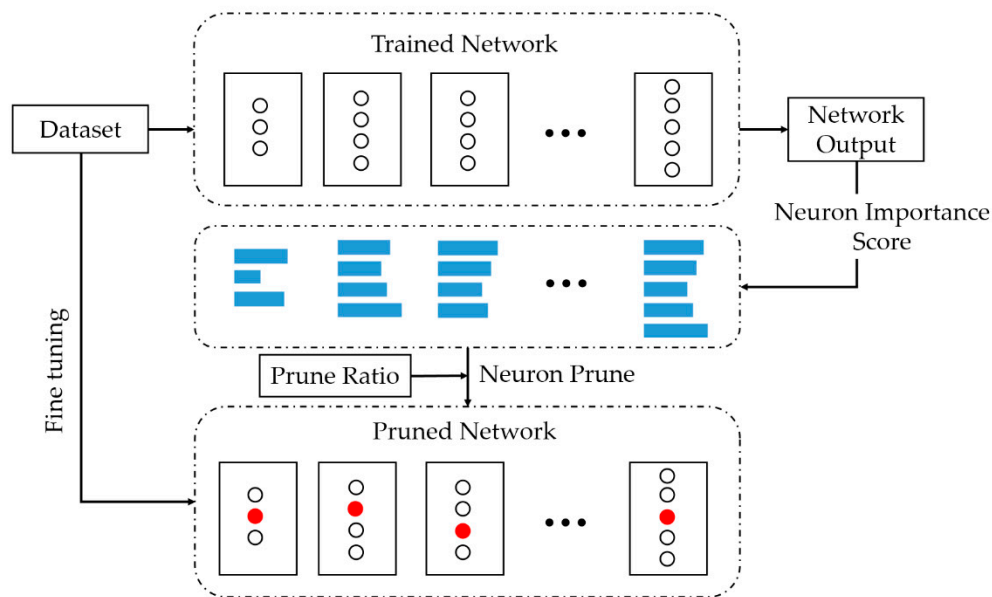 Trained Network
Dataset
Network
Output
Neuron Importance
Score
Prune Ratio
Neuron Prune
Fine tuning
Pruned Network